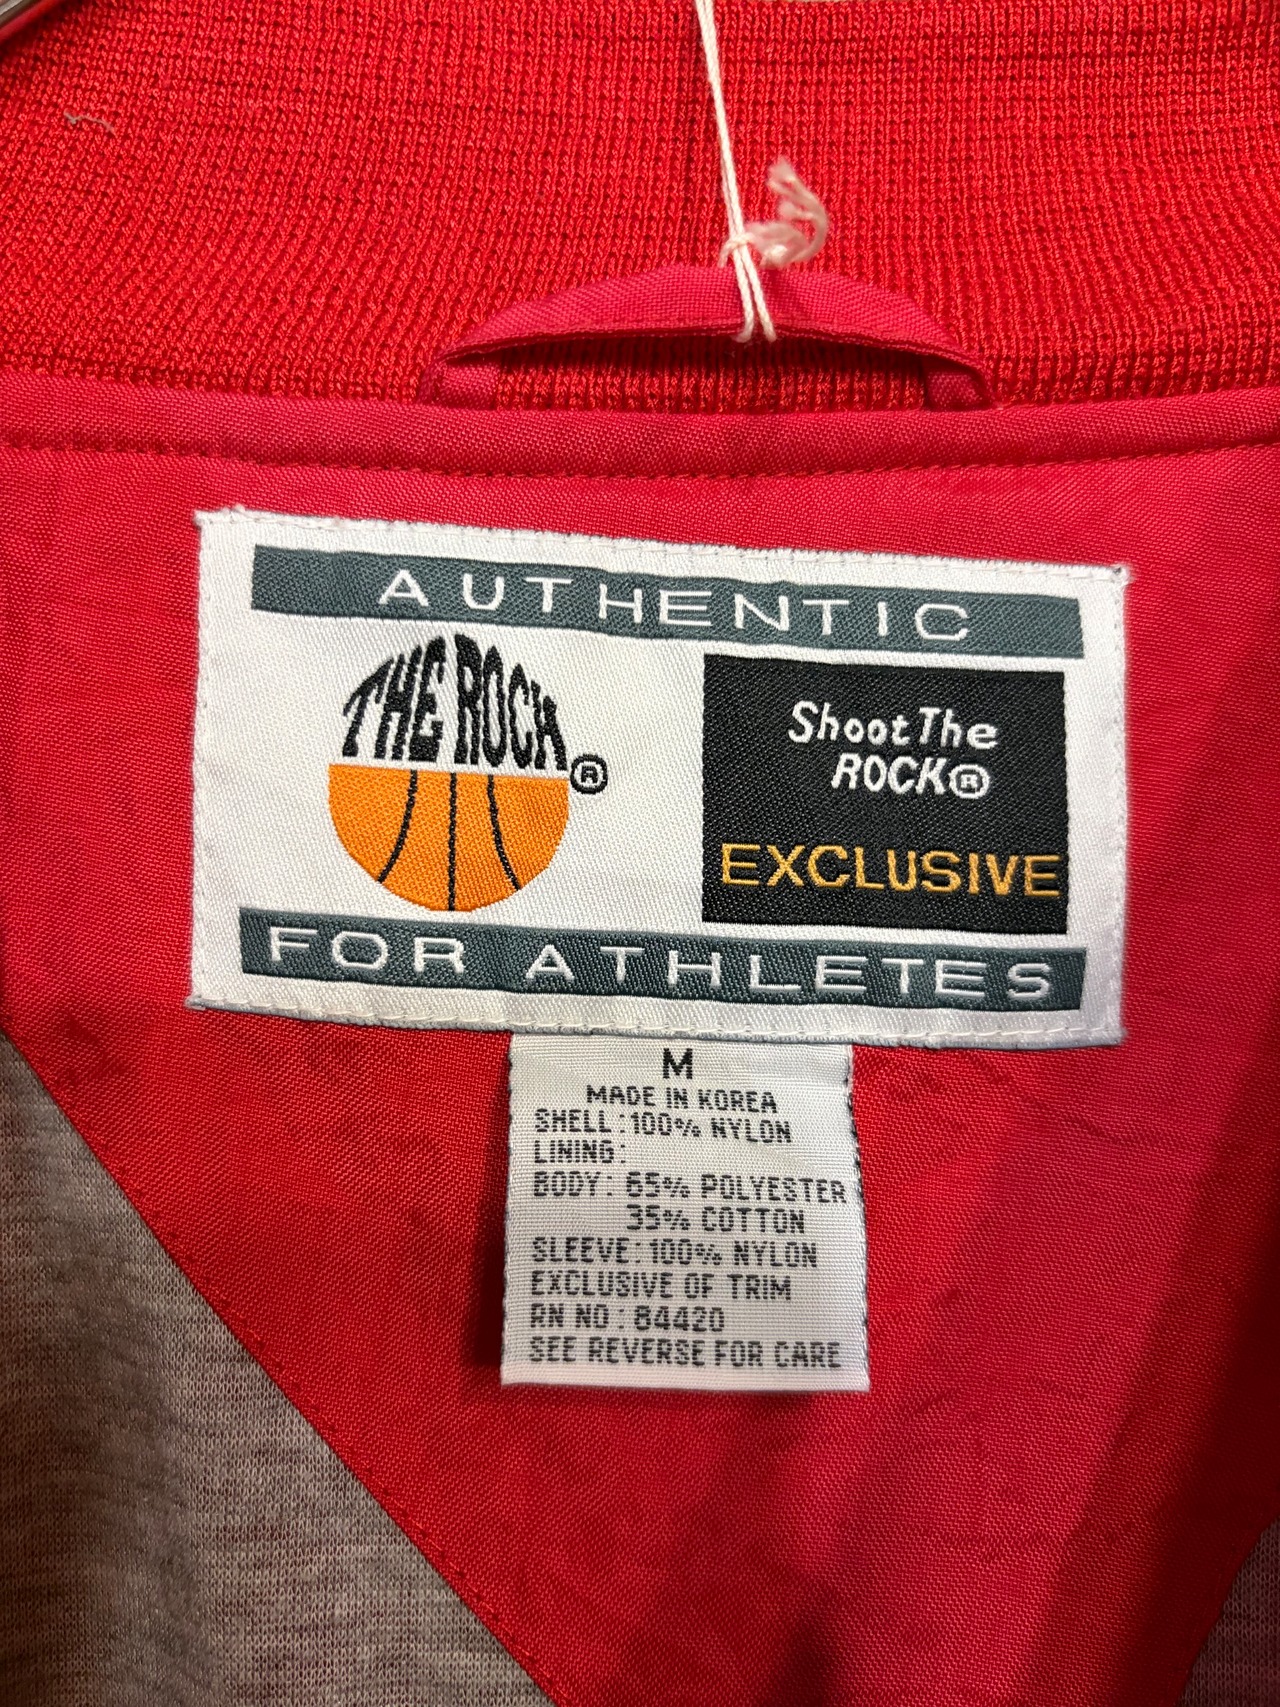 AUTHENTIC
THE ROCK®
Shoot The
ROCK®
EXCLUSIVE
FOR ATHLETES
M
MADE IN KOREA
SHELL:100% NYLON
LINING:
BODY: 65% POLYESTER
35% COTTON
SLEEVE:100% NYLON
EXCLUSIVE OF TRIM
RN NO:84420
SEE REVERSE FOR CARE